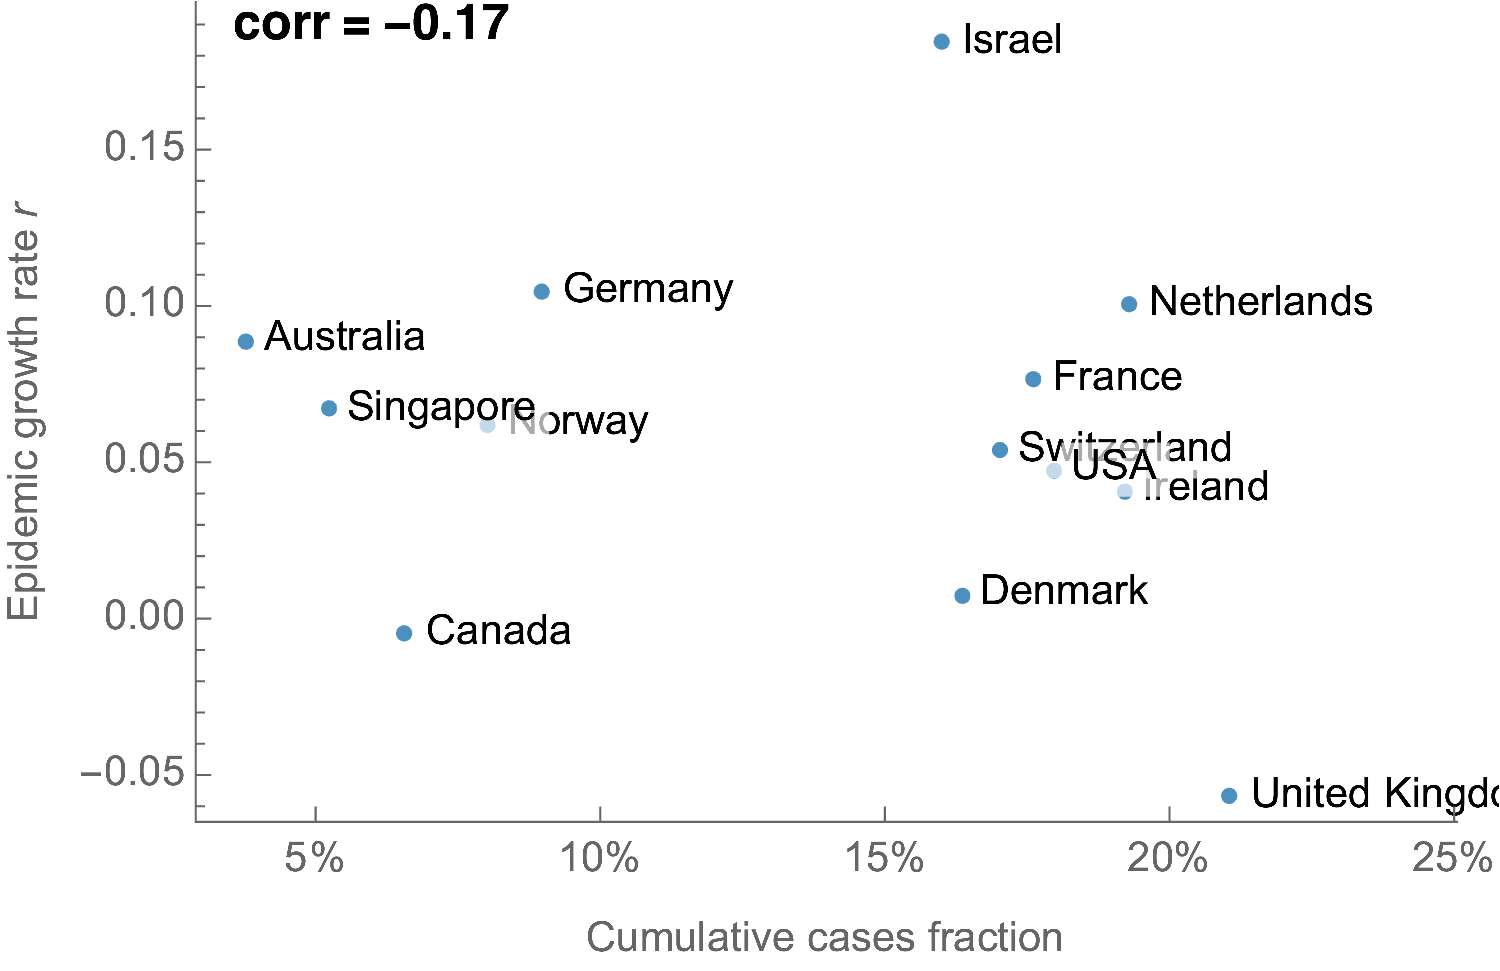 corr = −0.17
Israel
0.15
Germany
0.10
Netherlands
Australia
France
Singapore
Norway
Switzerland
0.05
USA
Ireland
Denmark
0.00
Canada
−0.05
United Kingdo
5% 10% 15% 20% 25%
Cumulative cases fraction
Epidemic growth rate r